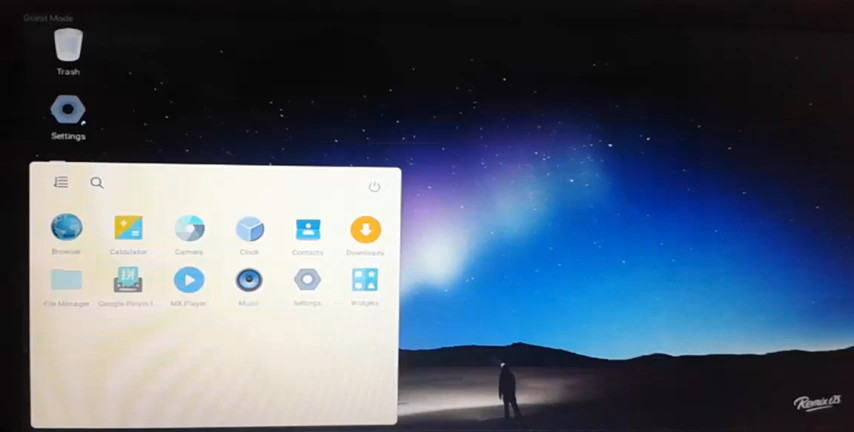 Guest Mode
Trash
Settings
Browser Calculator Camera Clock Contacts Downloads
File Manager Google Pinyin I... MX Player Music Settings Widgets
Remix OS